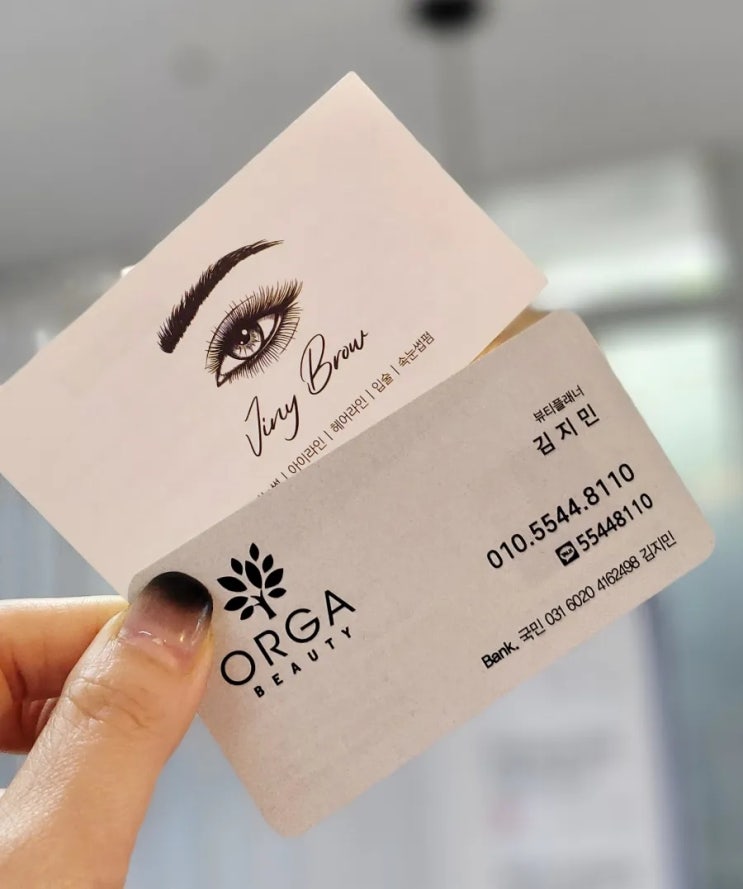 Jiny Brow
| 아이라인 | 헤어라인 | 입술 | 속눈썹펌
뷰티플래너
김지민
010.5544.8110
TALK 55448110
Bank. 국민 031 6020 4162498 김지민
ORGA
BEAUTY